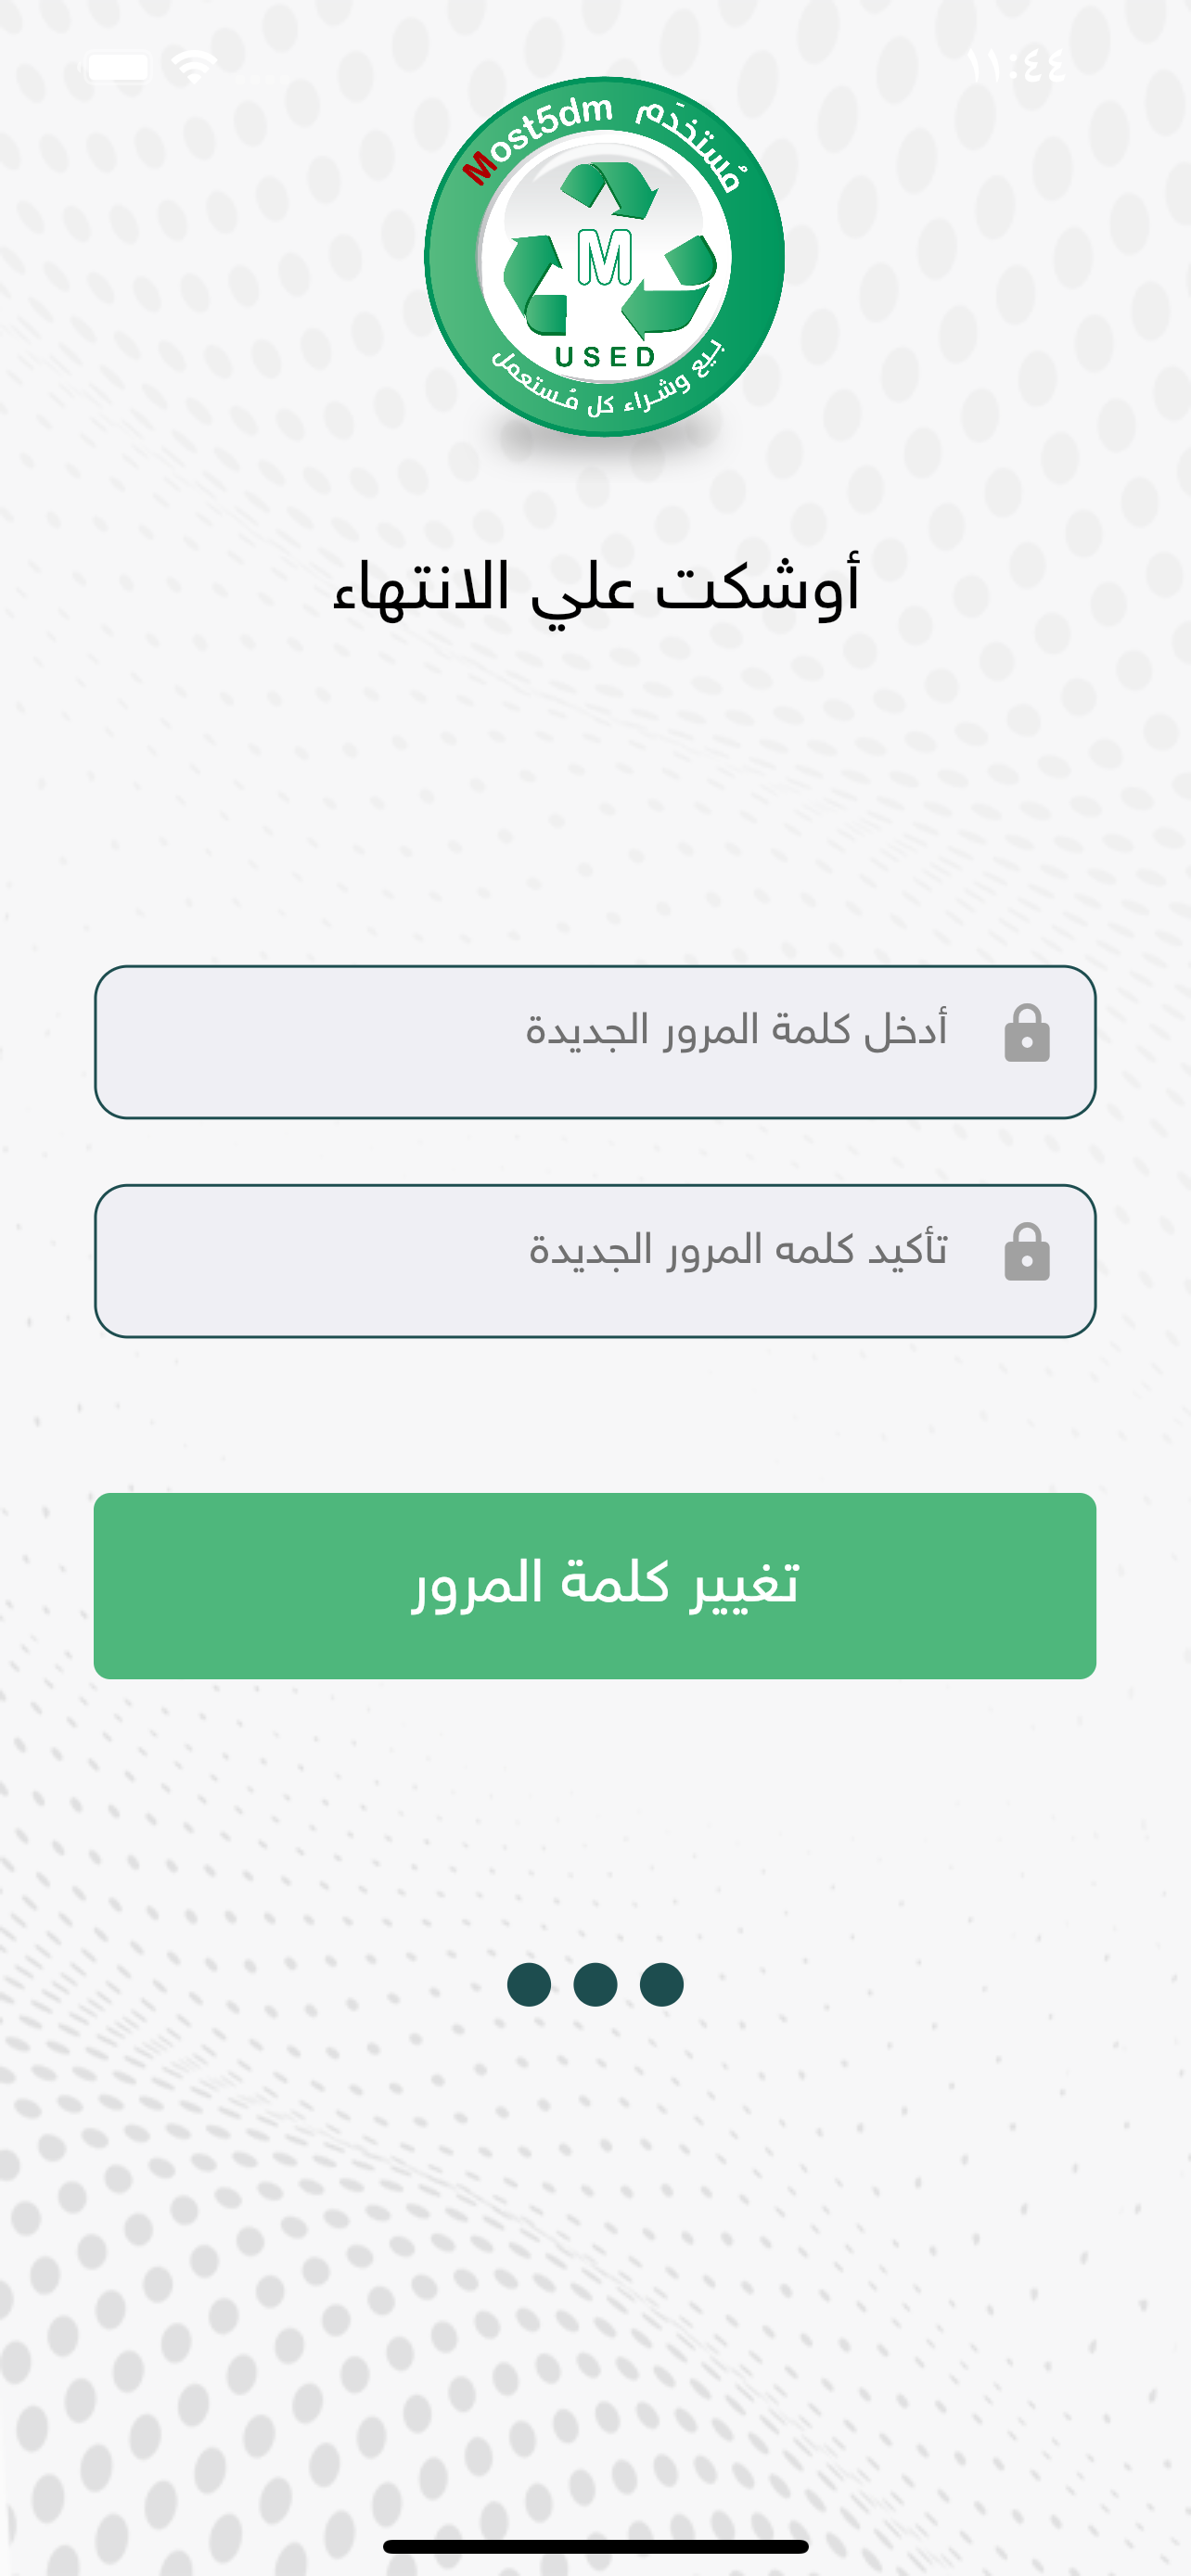 ١١:٤٤
Most5dm مُستخدَم
M
USED
بيع وشراء كل مُستعمل
أوشكت علي الانتهاء
أدخل كلمة المرور الجديدة
تأكيد كلمه المرور الجديدة
تغيير كلمة المرور